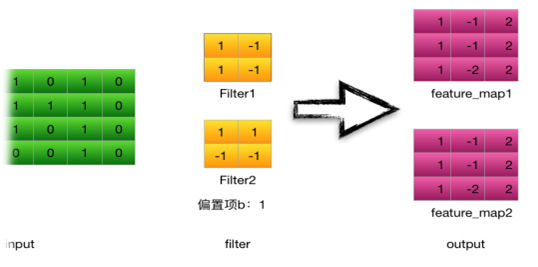 1 0 1 0
1 1 1 0
1 0 1 0
0 0 1 0
input
1 -1
1 -1
Filter1
1 1
-1 -1
Filter2
偏置项b：1
filter
1 -1 2
1 -1 2
1 -2 2
feature_map1
1 -1 2
1 -1 2
1 -2 2
feature_map2
output